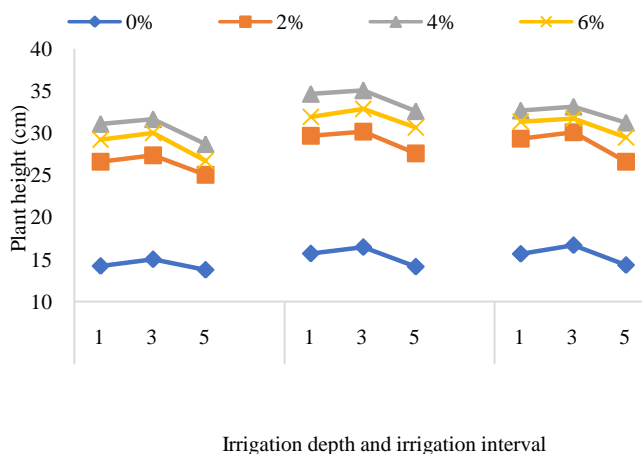 0% 2% 4% 6%
40
35
30
25
20
15
10
Plant height (cm)
1 3 5 1 3 5 1 3 5
Irrigation depth and irrigation interval